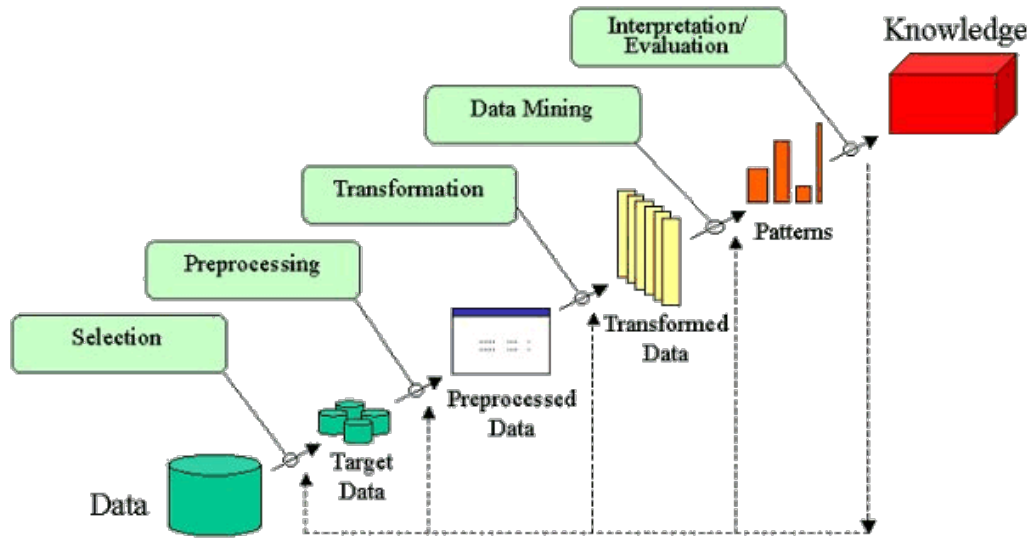 Interpretation/
Evaluation
Knowledge
Data Mining
Transformation
Patterns
Preprocessing
Transformed
Data
Selection
Preprocessed
Data
Target
Data
Data